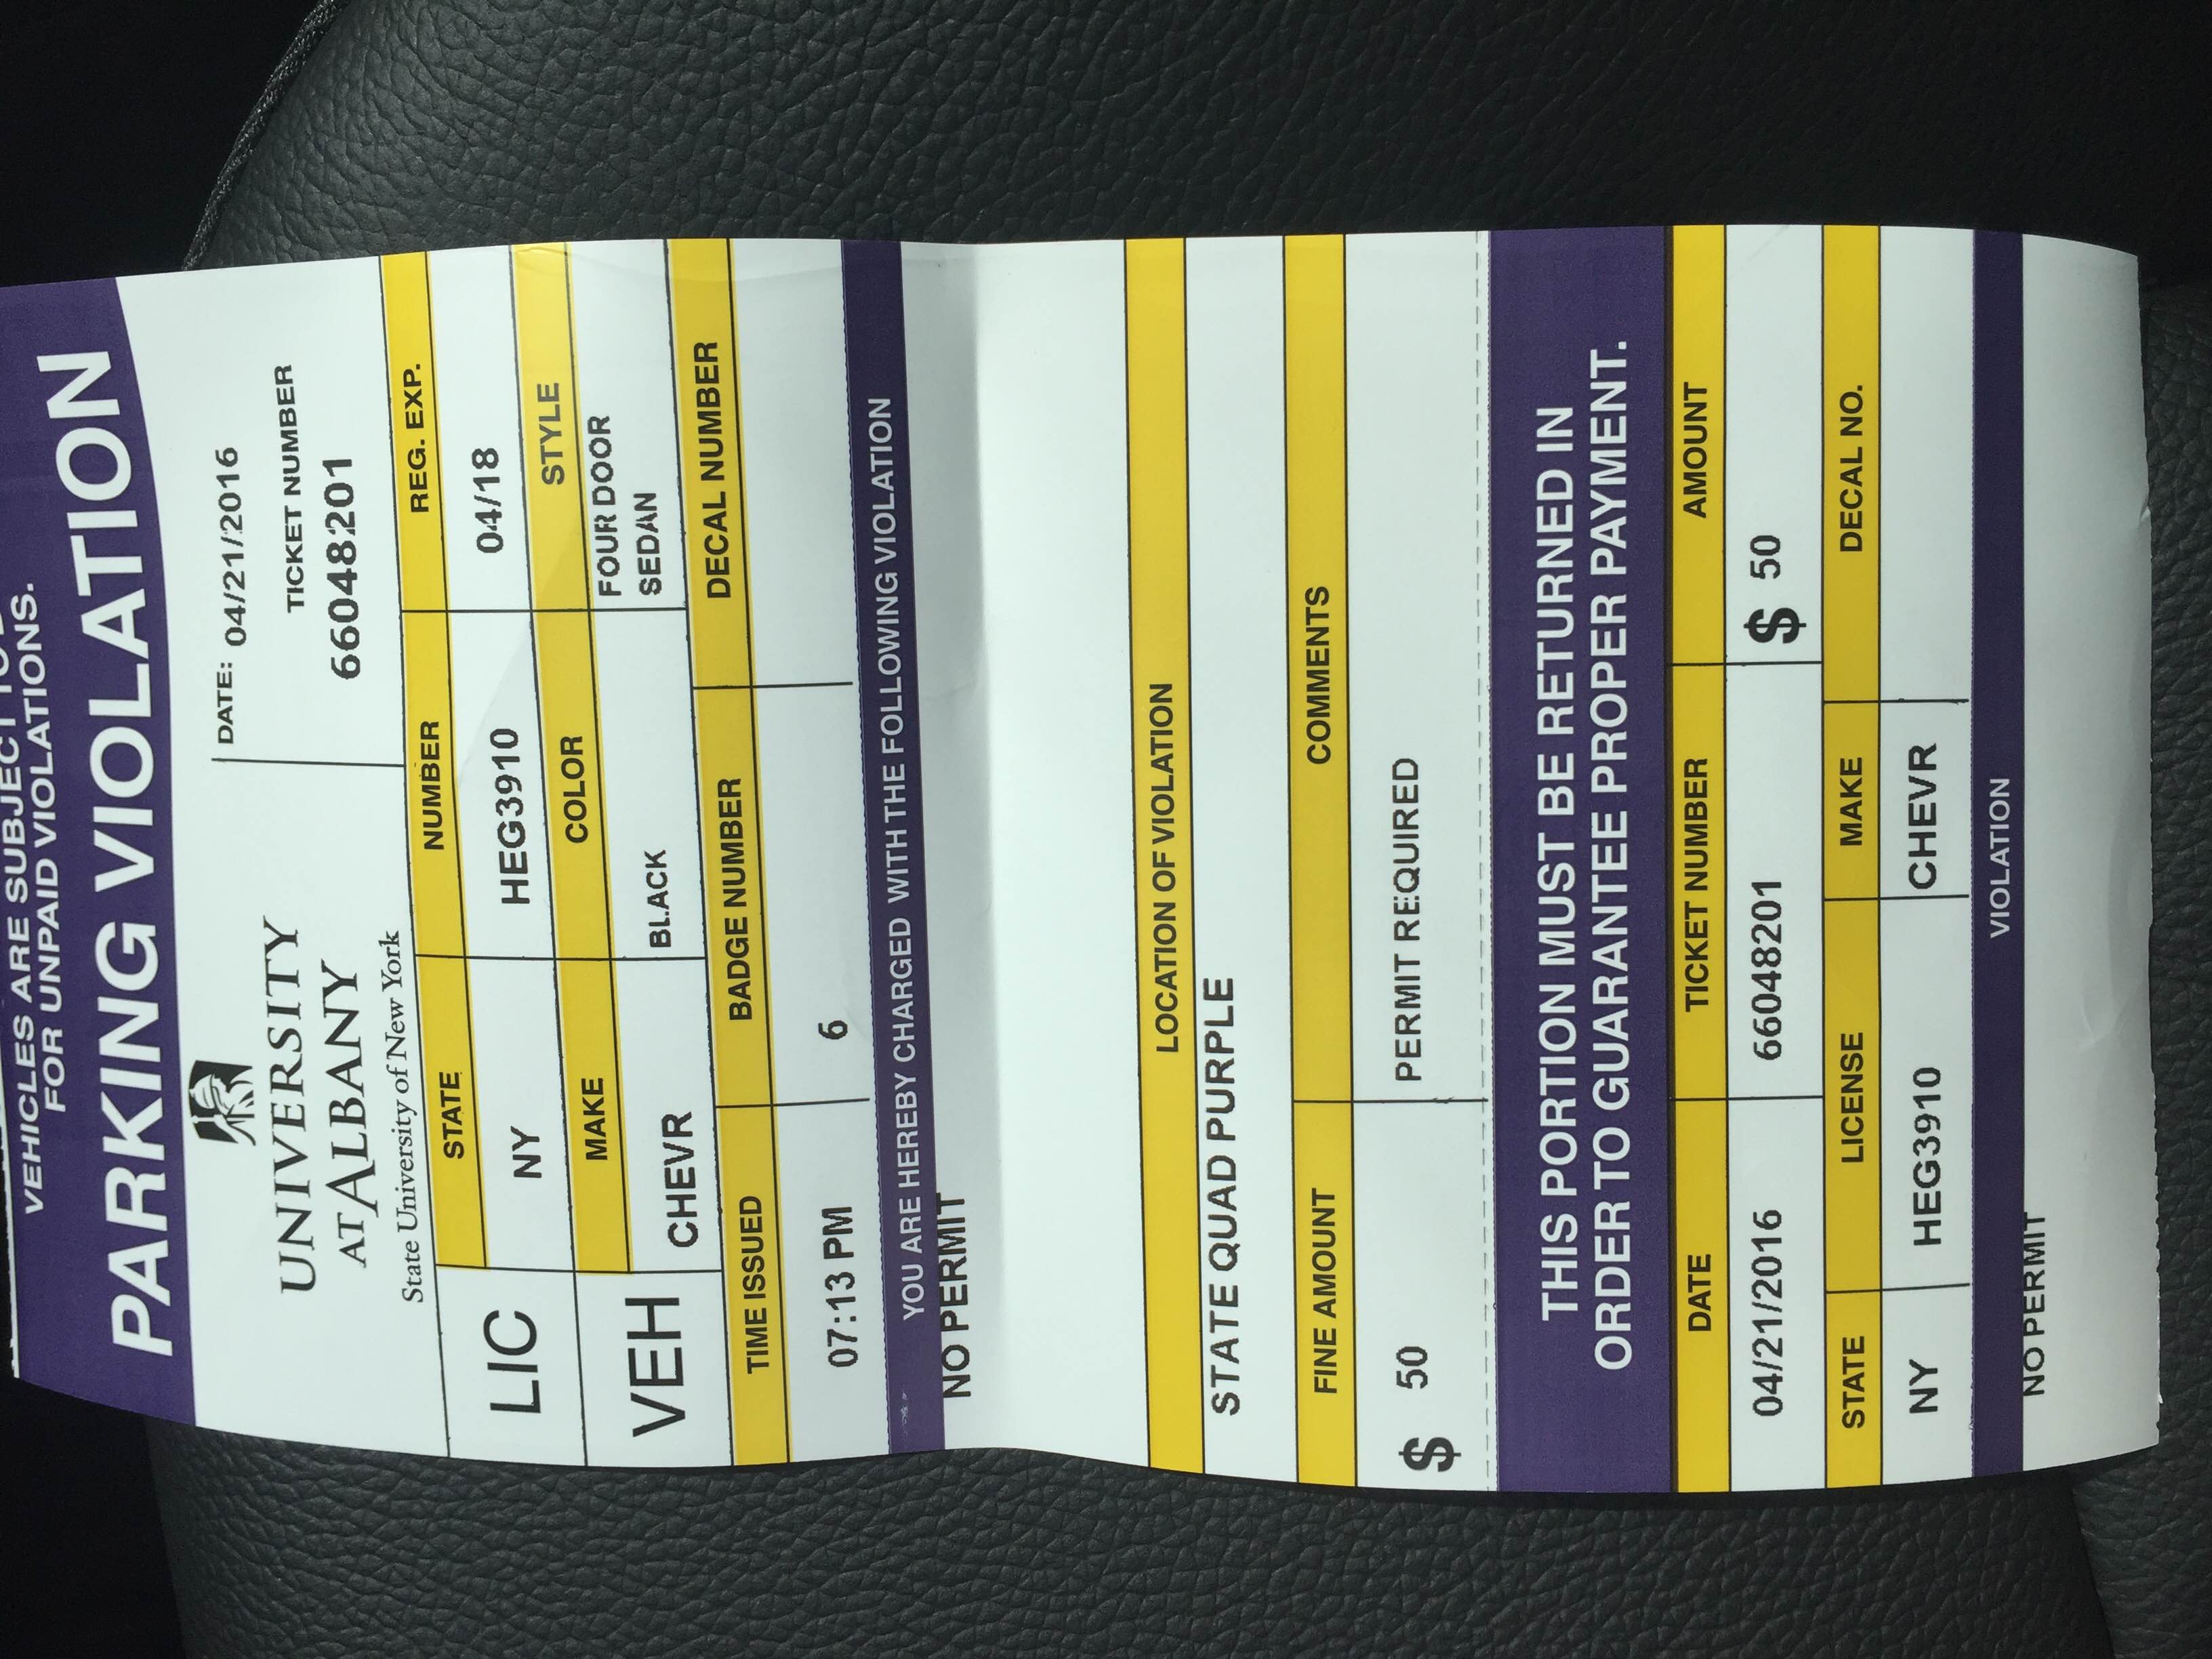 VEHICLES ARE SUBJECT TO
FOR UNPAID VIOLATIONS.
PARKING VIOLATION
UNIVERSITY
AT ALBANY
State University of New York
DATE: 04/21/2016
TICKET NUMBER
66048201
STATE NUMBER REG. EXP.
LIC NY HEG3910 04/18
MAKE COLOR STYLE
VEH CHEVR BLACK FOUR DOOR
SEDAN
TIME ISSUED BADGE NUMBER DECAL NUMBER
07:13 PM 6
YOU ARE HEREBY CHARGED WITH THE FOLLOWING VIOLATION
NO PERMIT
LOCATION OF VIOLATION
STATE QUAD PURPLE
FINE AMOUNT COMMENTS
$ 50 PERMIT REQUIRED
THIS PORTION MUST BE RETURNED IN
ORDER TO GUARANTEE PROPER PAYMENT.
DATE TICKET NUMBER AMOUNT
04/21/2016 66048201 $ 50
STATE LICENSE MAKE DECAL NO.
NY HEG3910 CHEVR
VIOLATION
NO PERMIT